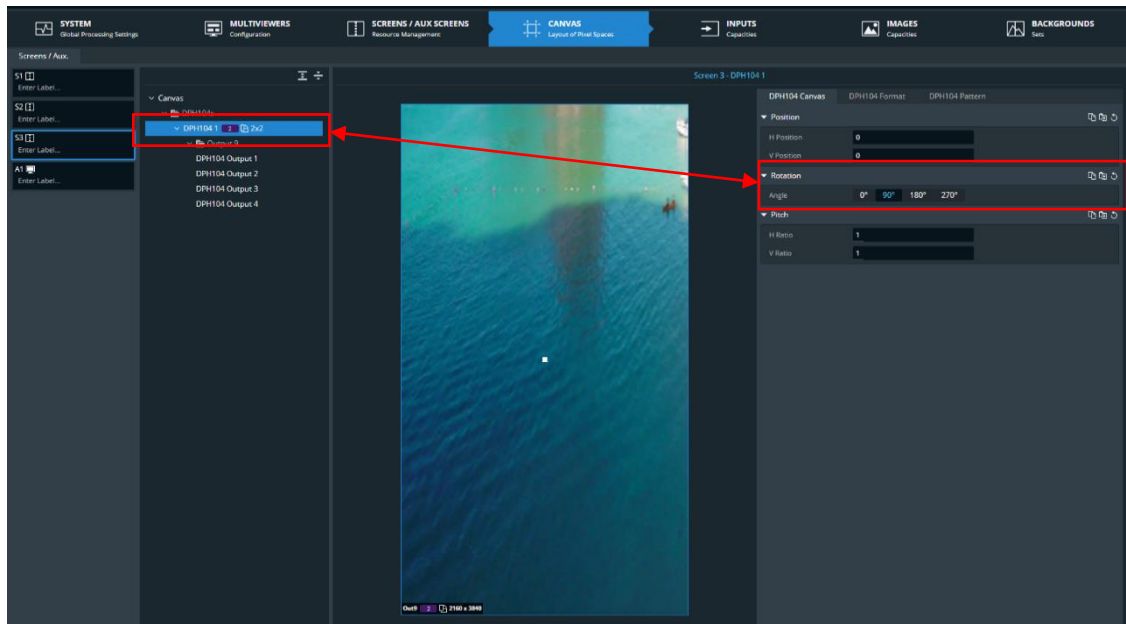 SYSTEM
Global Processing Settings
MULTIVIEWERS
Configuration
SCREENS / AUX SCREENS
Resource Management
CANVAS
Layout of Pixel Spaces
INPUTS
Capacities
IMAGES
Capacities
BACKGROUNDS
Sets
Screens / Aux.
S1
Enter Label...
S2
Enter Label...
S3
Enter Label...
A1
Enter Label...
Canvas
DPH104s
DPH104 1 2 2x2
Output 9
DPH104 Output 1
DPH104 Output 2
DPH104 Output 3
DPH104 Output 4
Screen 3 - DPH104 1
Out9 2 2160 x 3840
DPH104 Canvas DPH104 Format DPH104 Pattern
Position
H Position 0
V Position 0
Rotation
Angle 0° 90° 180° 270°
Pitch
H Ratio 1
V Ratio 1